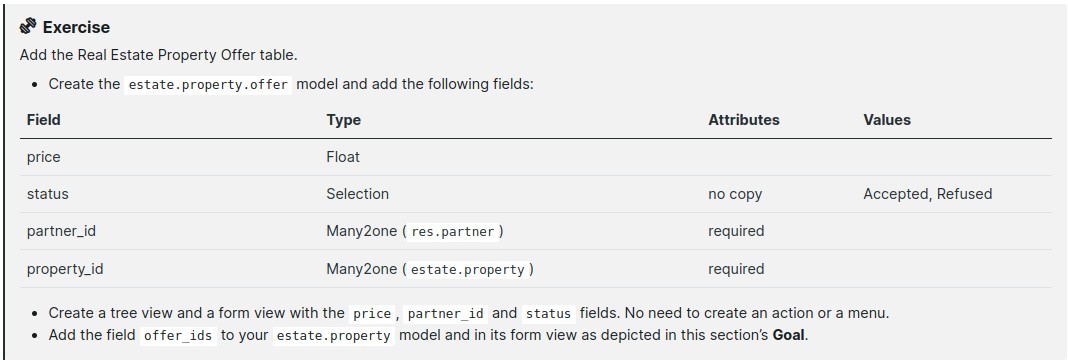 Exercise
Add the Real Estate Property Offer table.
• Create the estate.property.offer model and add the following fields:
Field Type Attributes Values
price Float
status Selection no copy Accepted, Refused
partner_id Many2one ( res.partner )
required
property_id Many2one ( estate.property ) required
• Create a tree view and a form view with the price , partner_id and status fields. No need to create an action or a menu.
• Add the field offer_ids to your estate.property model and in its form view as depicted in this section's Goal.